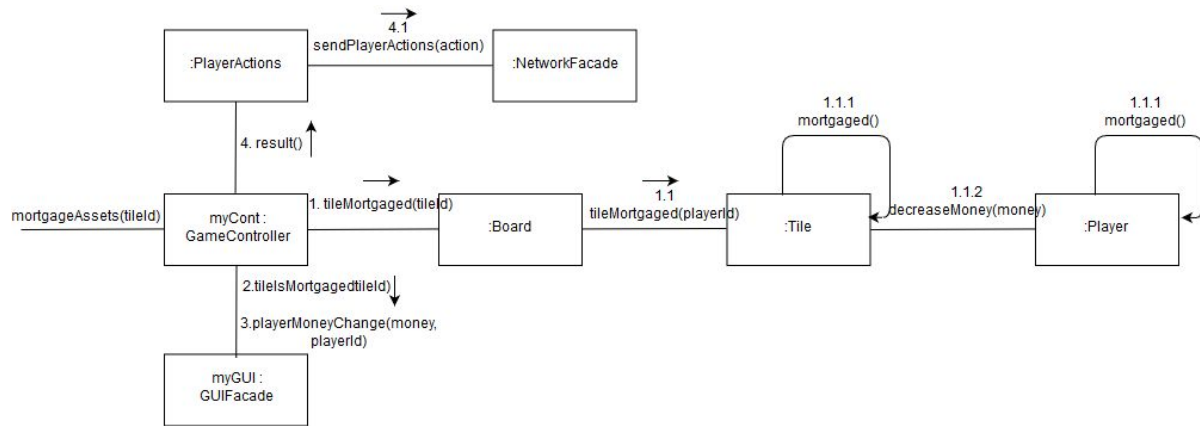 4.1
sendPlayerActions(action)
:PlayerActions
:NetworkFacade
1.1.1
mortgaged()
1.1.1
mortgaged()
4. result()
mortgageAssets(tileId)
myCont :
GameController
1. tileMortgaged(tileId)
:Board
1.1
tileMortgaged(playerId)
:Tile
1.1.2
decreaseMoney(money)
:Player
2.tileIsMortgagedtileId)
3.playerMoneyChange(money,
playerId)
myGUI :
GUIFacade